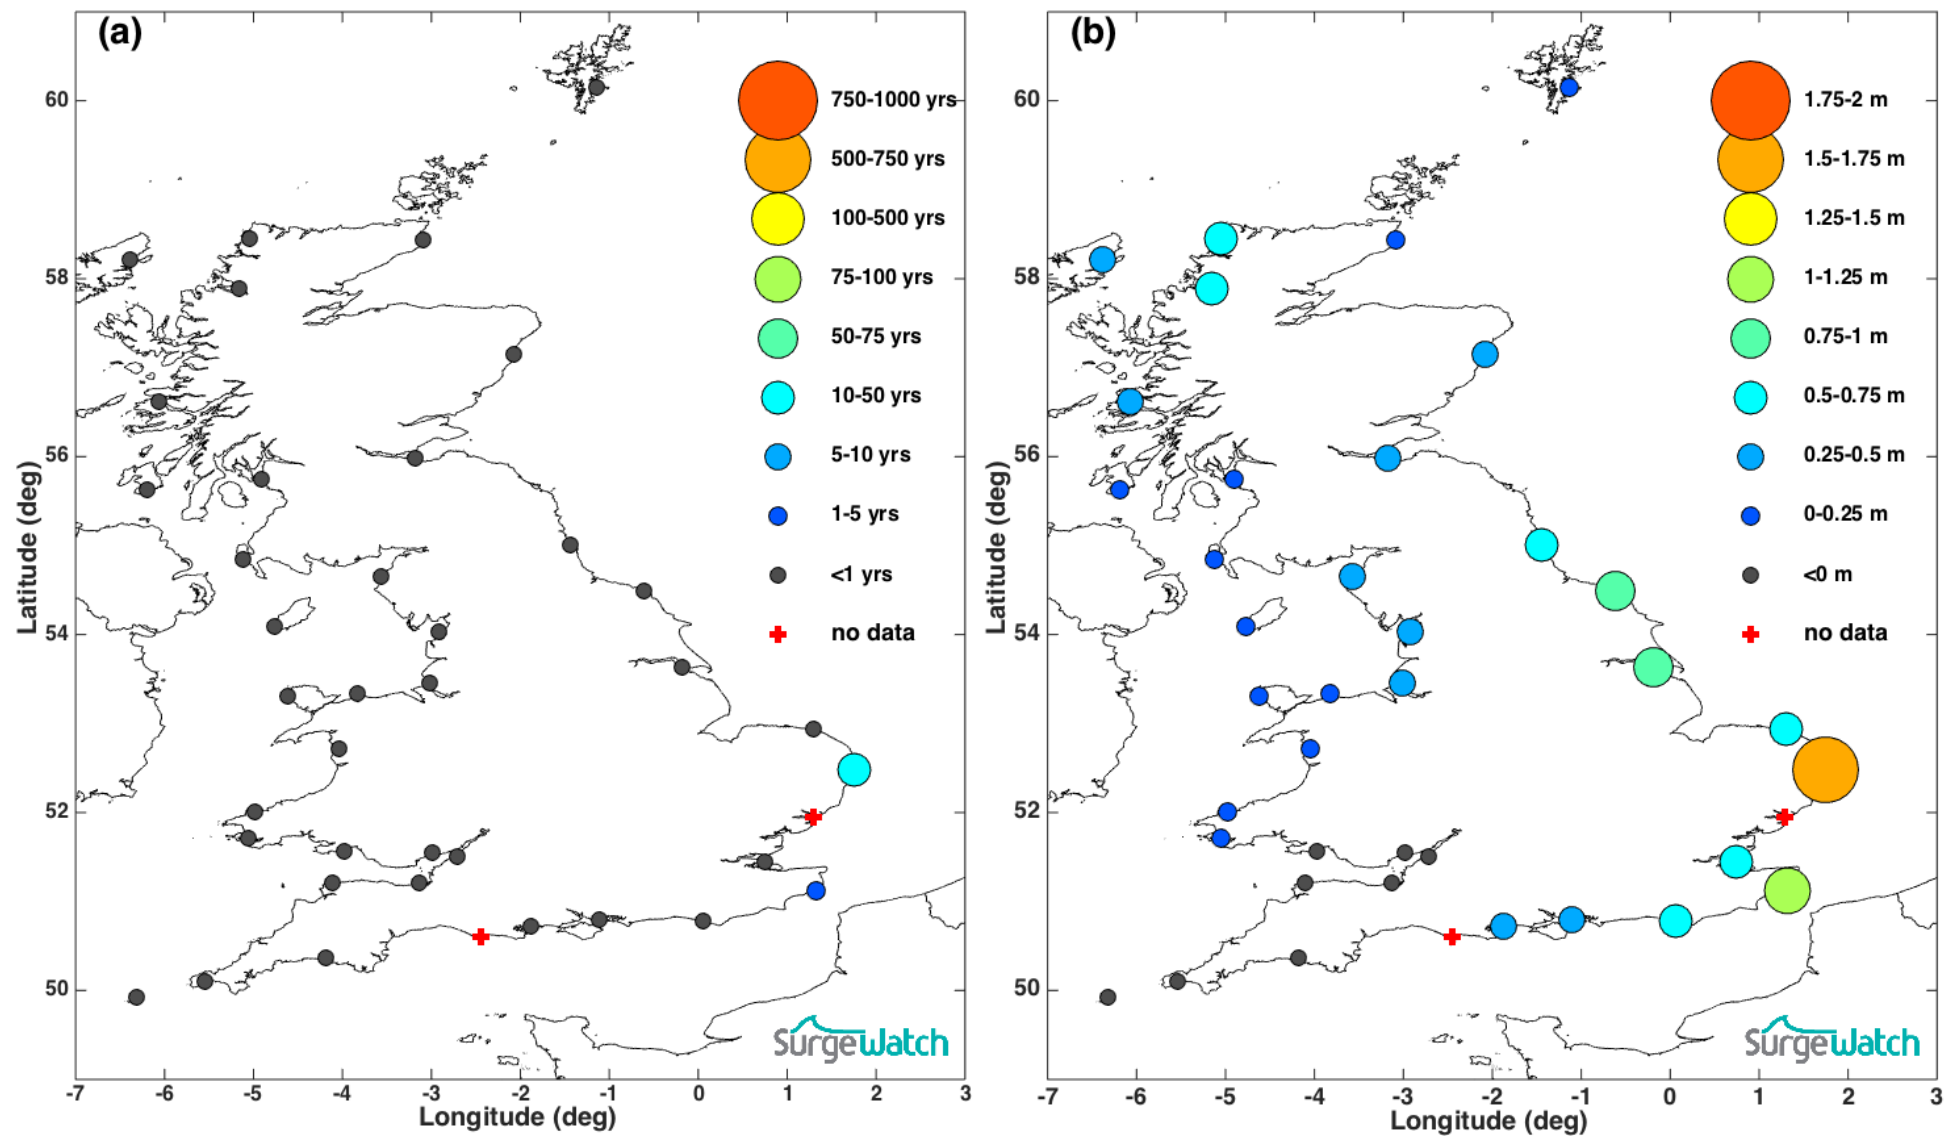 (a)
750-1000 yrs
500-750 yrs
100-500 yrs
75-100 yrs
50-75 yrs
10-50 yrs
5-10 yrs
1-5 yrs
<1 yrs
no data
60
58
56
54
52
50
Latitude (deg)
-7 -6 -5 -4 -3 -2 -1 0 1 2 3
Longitude (deg)
SurgeWatch
(b)
1.75-2 m
1.5-1.75 m
1.25-1.5 m
1-1.25 m
0.75-1 m
0.5-0.75 m
0.25-0.5 m
0-0.25 m
<0 m
no data
60
58
56
54
52
50
Latitude (deg)
-7 -6 -5 -4 -3 -2 -1 0 1 2 3
Longitude (deg)
SurgeWatch